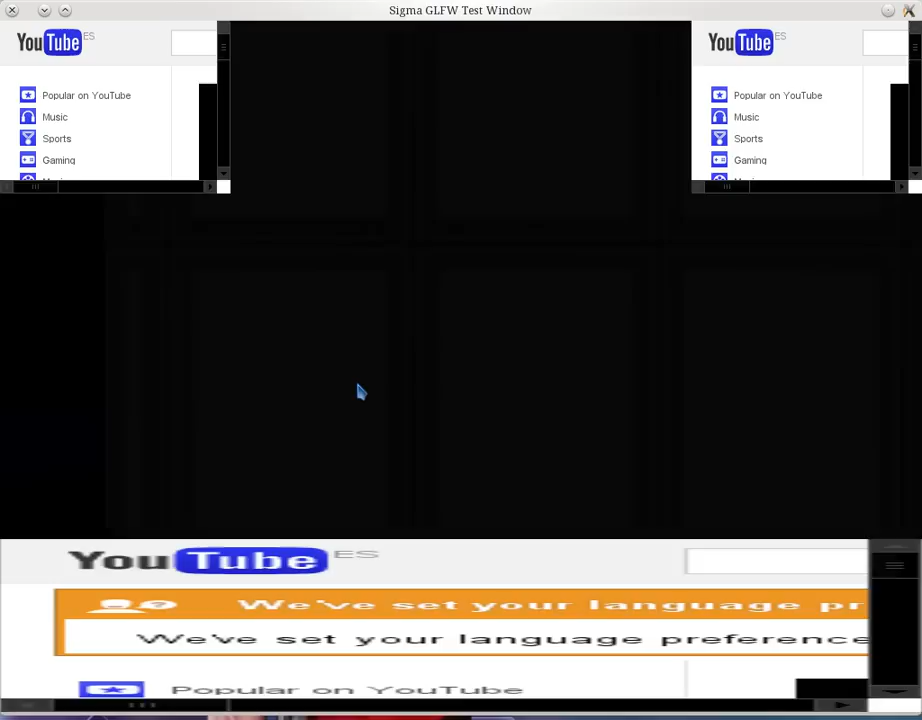 Sigma GLFW Test Window
YouTube ES
Popular on YouTube
Music
Sports
Gaming
YouTube ES
Popular on YouTube
Music
Sports
Gaming
YouTube ES
We've set your language pr
We've set your language preference
Popular on YouTube